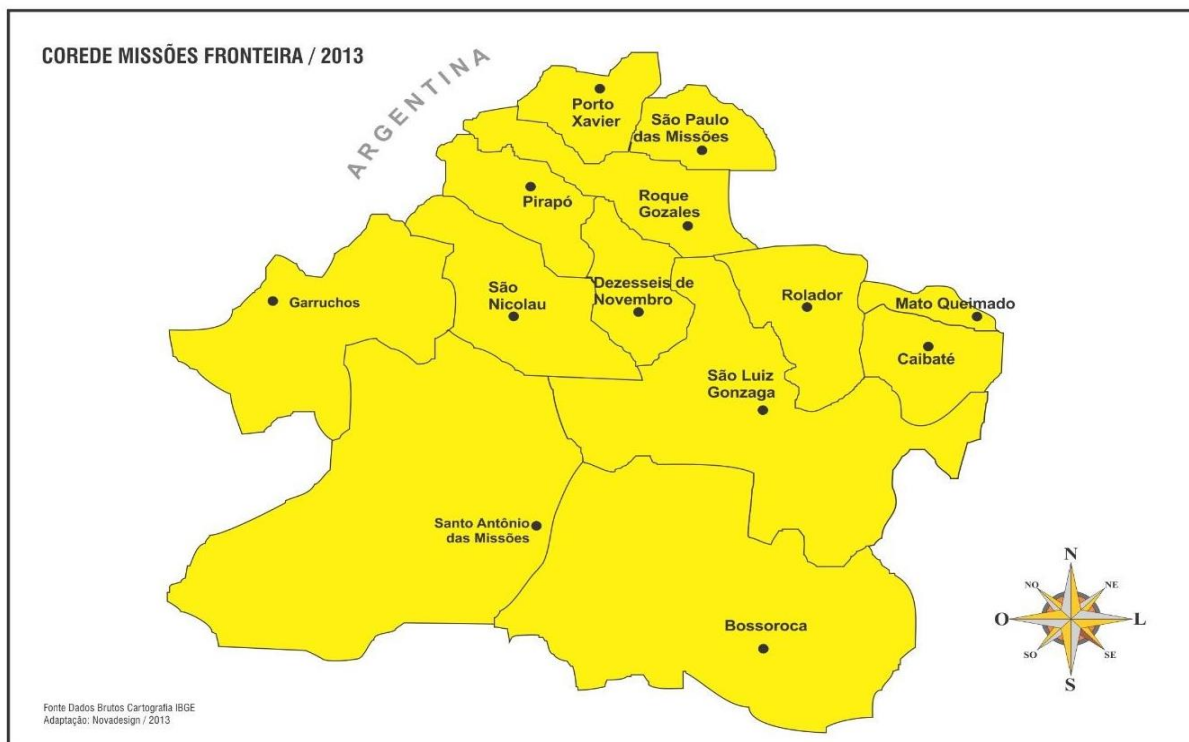 COREDE MISSÕES FRONTEIRA / 2013
ARGENTINA
Porto
Xavier
São Paulo
das Missões
Pirapó
Roque
Gozales
Garruchos
São
Nicolau
Dezesseis de
Novembro
Rolador
Mato Queimado
Caibaté
São Luiz
Gonzaga
Santo Antônio
das Missões
Bossoroca
N
NO
NE
O
L
SO
SE
S
Fonte Dados Brutos Cartografia IBGE
Adaptação: Novadesign / 2013